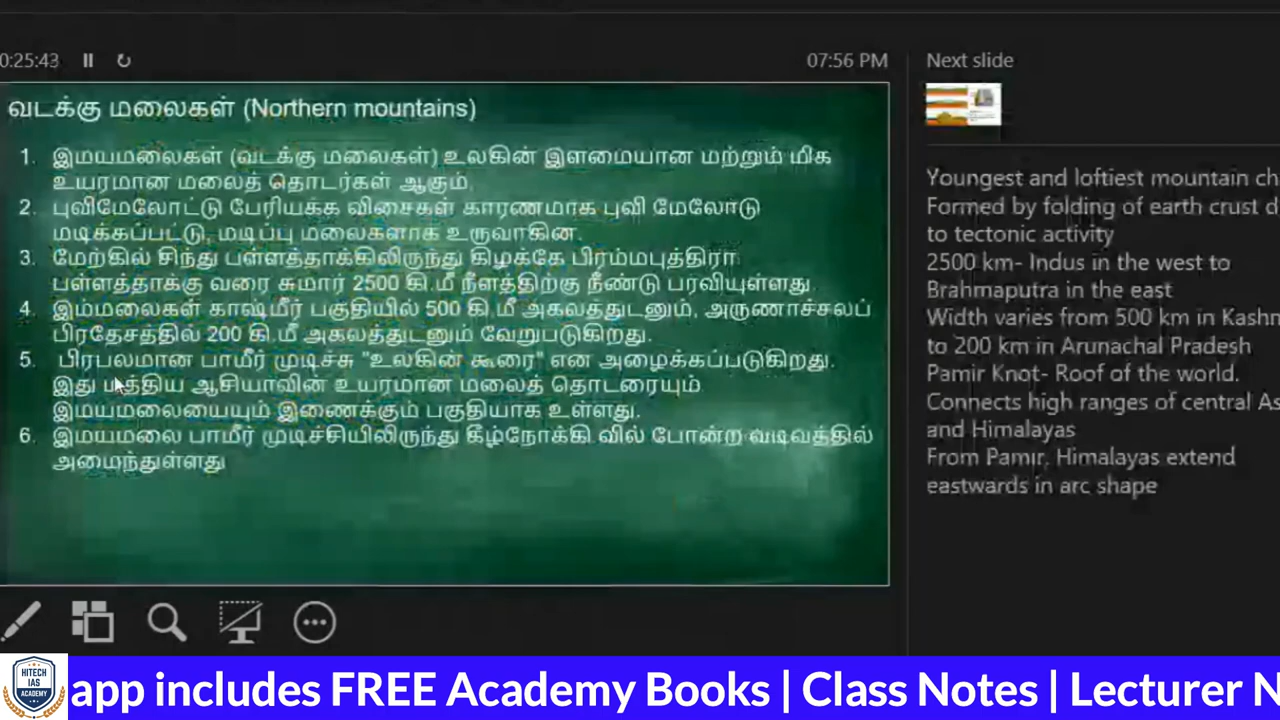 0:25:43
07:56 PM
Next slide
வடக்கு மலைகள் (Northern mountains)
1. இமயமலைகள் (வடக்கு மலைகள்) உலகின் இளமையான மற்றும் மிக
உயரமான மலைத் தொடர்கள் ஆகும்.
2. புவிமேலோட்டு பேரியக்க விசைகள் காரணமாக புவி மேலோடு
மடிக்கப்பட்டு, மடிப்பு மலைகளாக உருவாகின.
3. மேற்கில் சிந்து பள்ளத்தாக்கிலிருந்து கிழக்கே பிரம்மபுத்திரா
பள்ளத்தாக்கு வரை சுமார் 2500 கி.மீ நீளத்திற்கு நீண்டு பரவியுள்ளது.
4. இம்மலைகள் காஷ்மீர் பகுதியில் 500 கி.மீ அகலத்துடனும், அருணாச்சலப்
பிரதேசத்தில் 200 கி.மீ அகலத்துடனும் வேறுபடுகிறது.
5. பிரபலமான பாமீர் முடிச்சு "உலகின் கூரை" என அழைக்கப்படுகிறது.
இது மத்திய ஆசியாவின் உயரமான மலைத் தொடரையும்
இமயமலையையும் இணைக்கும் பகுதியாக உள்ளது.
6. இமயமலை பாமீர் முடிச்சியிலிருந்து கீழ்நோக்கி வில் போன்ற வடிவத்தில்
அமைந்துள்ளது
Youngest and loftiest mountain ch
Formed by folding of earth crust d
to tectonic activity
2500 km- Indus in the west to
Brahmaputra in the east
Width varies from 500 km in Kashm
to 200 km in Arunachal Pradesh
Pamir Knot- Roof of the world.
Connects high ranges of central As
and Himalayas
From Pamir, Himalayas extend
eastwards in arc shape
HITECH
IAS
ACADEMY
app includes FREE Academy Books | Class Notes | Lecturer N